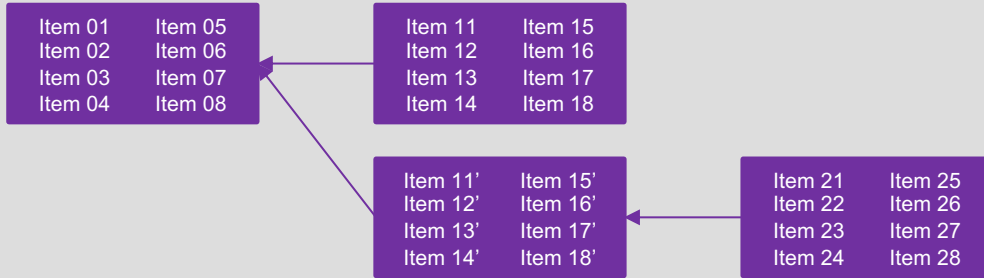 Item 01 Item 05
Item 02 Item 06
Item 03 Item 07
Item 04 Item 08
Item 11 Item 15
Item 12 Item 16
Item 13 Item 17
Item 14 Item 18
Item 11’ Item 15’
Item 12’ Item 16’
Item 13’ Item 17’
Item 14’ Item 18’
Item 21 Item 25
Item 22 Item 26
Item 23 Item 27
Item 24 Item 28